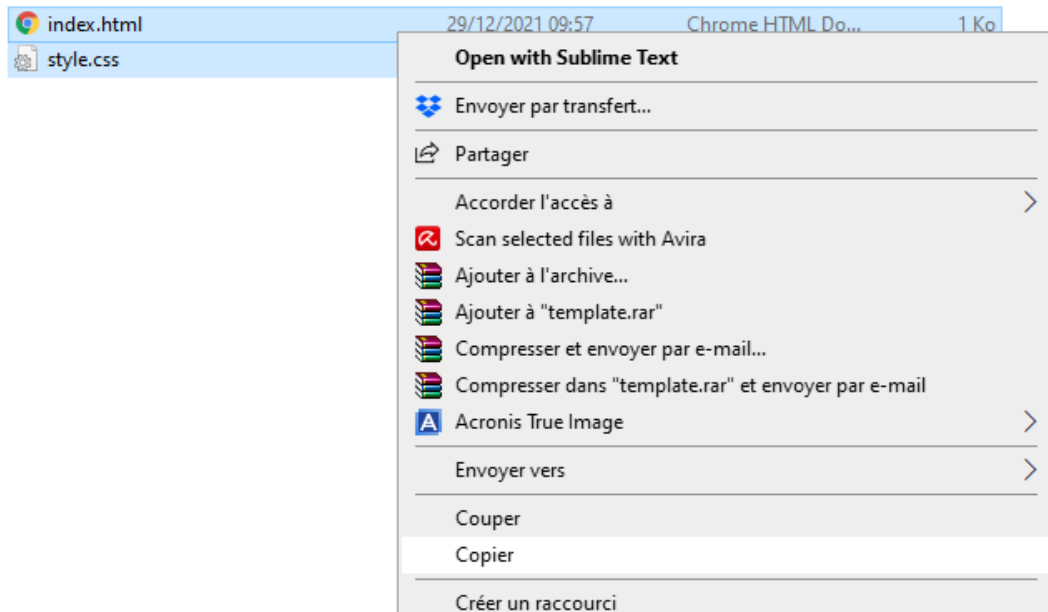 index.html 29/12/2021 09:57 Chrome HTML Do... 1 Ko
style.css
Open with Sublime Text
Envoyer par transfert...
Partager
Accorder l'accès à
Scan selected files with Avira
Ajouter à l'archive...
Ajouter à "template.rar"
Compresser et envoyer par e-mail...
Compresser dans "template.rar" et envoyer par e-mail
Acronis True Image
Envoyer vers
Couper
Copier
Créer un raccourci